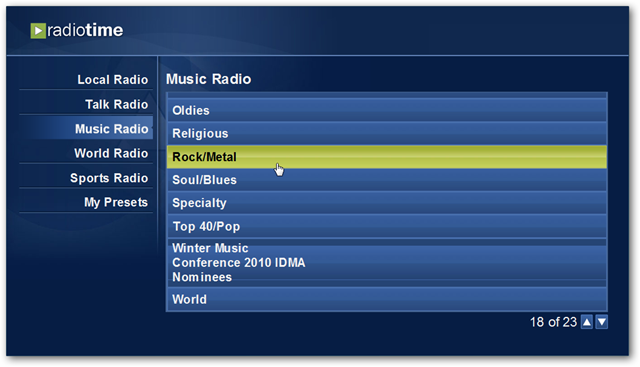 radiotime
Local Radio
Talk Radio
Music Radio
World Radio
Sports Radio
My Presets
Music Radio
Oldies
Religious
Rock/Metal
Soul/Blues
Specialty
Top 40/Pop
Winter Music
Conference 2010 IDMA
Nominees
World
18 of 23